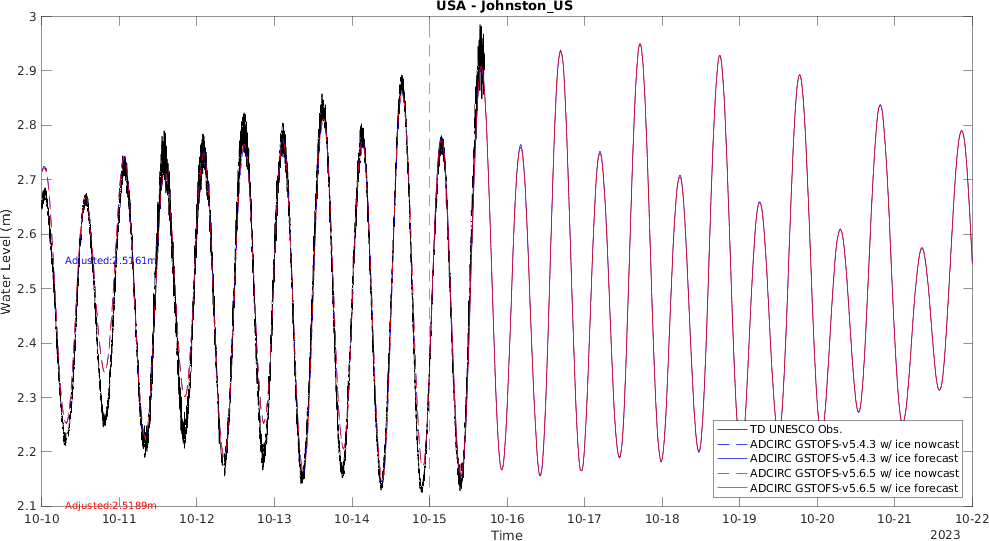 USA - Johnston_US
3
2.9
2.8
2.7
2.6
2.5
2.4
2.3
2.2
2.1
Water Level (m)
Adjusted:2.5161m
Adjusted:2.5189m
TD UNESCO Obs.
ADCIRC GSTOFS-v5.4.3 w/ ice nowcast
ADCIRC GSTOFS-v5.4.3 w/ ice forecast
ADCIRC GSTOFS-v5.6.5 w/ ice nowcast
ADCIRC GSTOFS-v5.6.5 w/ ice forecast
10-10 10-11 10-12 10-13 10-14 10-15 10-16 10-17 10-18 10-19 10-20 10-21 10-22
Time
2023